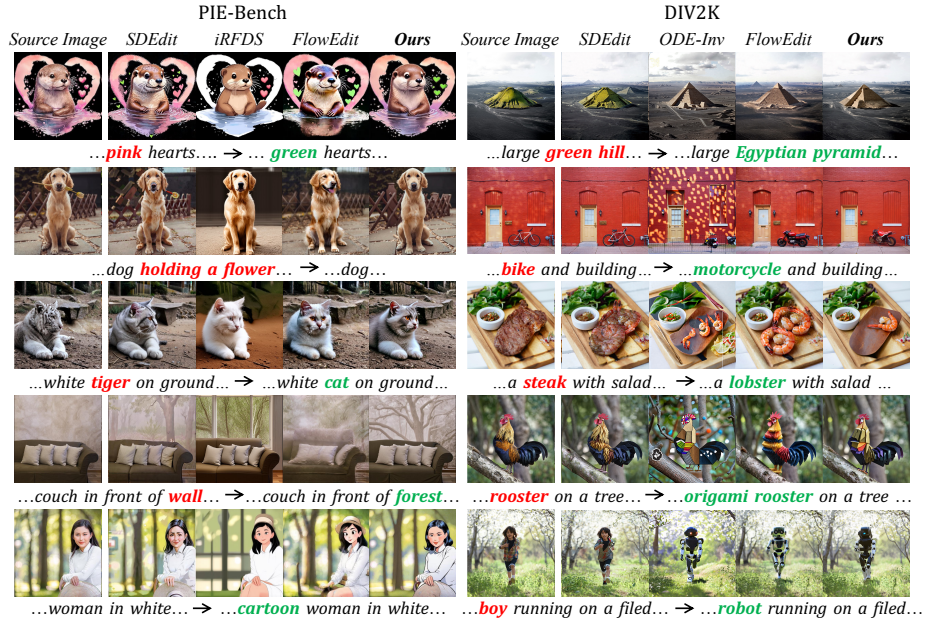 PIE-Bench
DIV2K
Source Image SDEdit iRFDS FlowEdit Ours
Source Image SDEdit ODE-Inv FlowEdit Ours
...pink hearts.... → ... green hearts...
...large green hill... → ...large Egyptian pyramid...
...dog holding a flower... → ...dog...
...bike and building... → ...motorcycle and building...
...white tiger on ground... → ...white cat on ground...
...a steak with salad... → ...a lobster with salad ...
...couch in front of wall... → ...couch in front of forest...
...rooster on a tree... → ...origami rooster on a tree ...
...woman in white... → ...cartoon woman in white...
...boy running on a filed... → ...robot running on a filed...